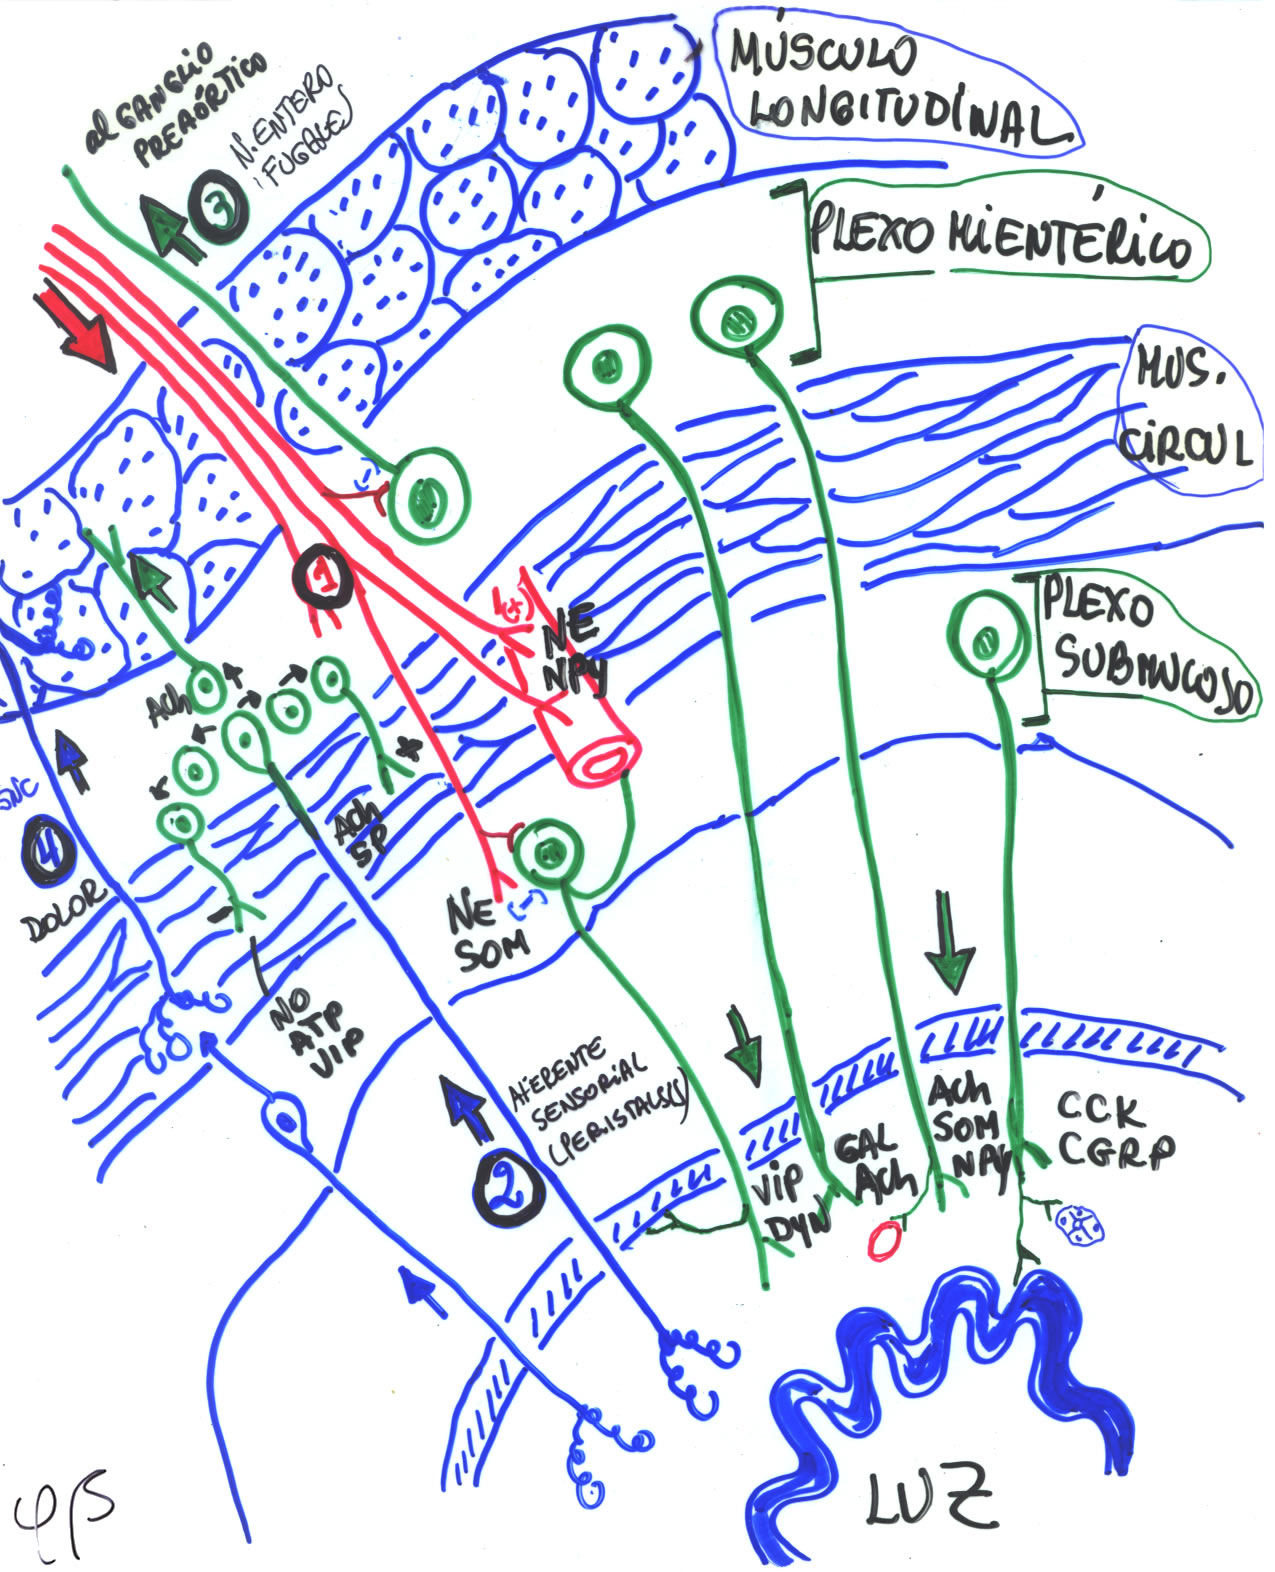 MÚSCULO
LONGITUDINAL
al GANGLIO
PREAÓRTICO
N. ENTERO
FUGALES
3
PLEXO MIENTÉRICO
MUS.
CIRCUL
1
(+)
NE
NPY
PLEXO
SUBMUCOSO
Ach
SNC
4
DOLOR
Ach
SP
NE
SOM
(-)
NO
ATP
VIP
2
AFERENTE
SENSORIAL
(PERISTALSIS)
VIP
DYN
GAL
Ach
Ach
SOM
NPY
CCK
CGRP
LUZ